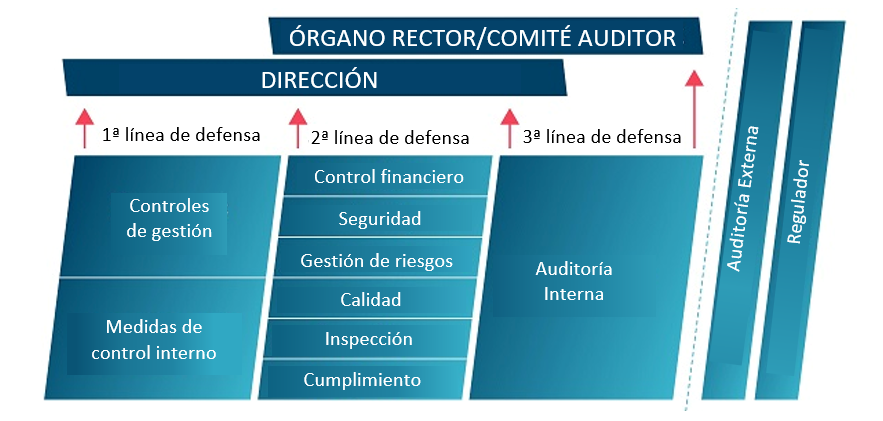 ÓRGANO RECTOR/COMITÉ AUDITOR
DIRECCIÓN
1ª línea de defensa
2ª línea de defensa
3ª línea de defensa
Controles
de gestión
Medidas de
control interno
Control financiero
Seguridad
Gestión de riesgos
Calidad
Inspección
Cumplimiento
Auditoría
Interna
Auditoría Externa
Regulador